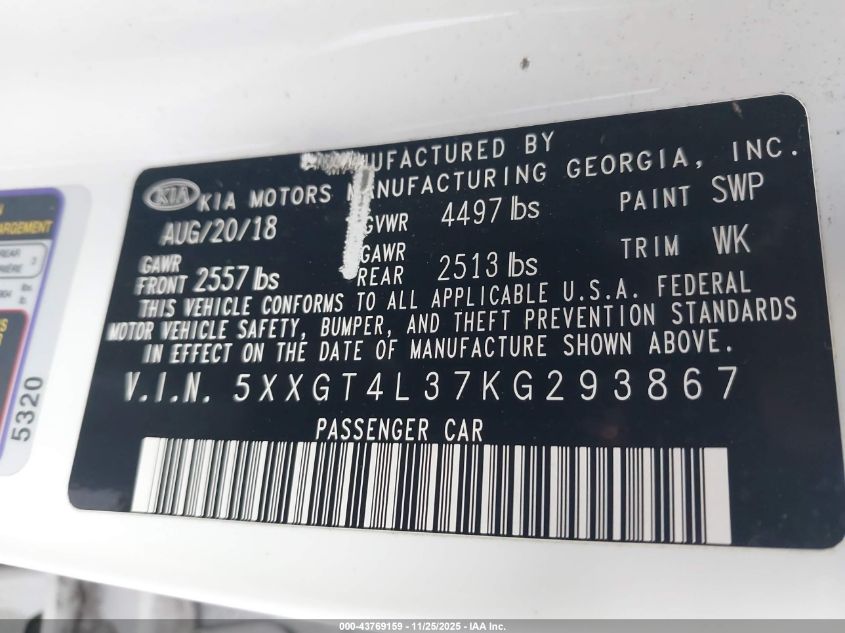 MANUFACTURED BY
KIA KIA MOTORS MANUFACTURING GEORGIA, INC.
AUG/20/18 GVWR 4497 lbs PAINT SWP
GAWR FRONT 2557 lbs GAWR REAR 2513 lbs TRIM WK
THIS VEHICLE CONFORMS TO ALL APPLICABLE U.S.A. FEDERAL
MOTOR VEHICLE SAFETY, BUMPER, AND THEFT PREVENTION STANDARDS
IN EFFECT ON THE DATE OF MANUFACTURE SHOWN ABOVE.
V.I.N. 5XXGT4L37KG293867
PASSENGER CAR
5320
000-43769159 - 11/25/2025 - IAA Inc.